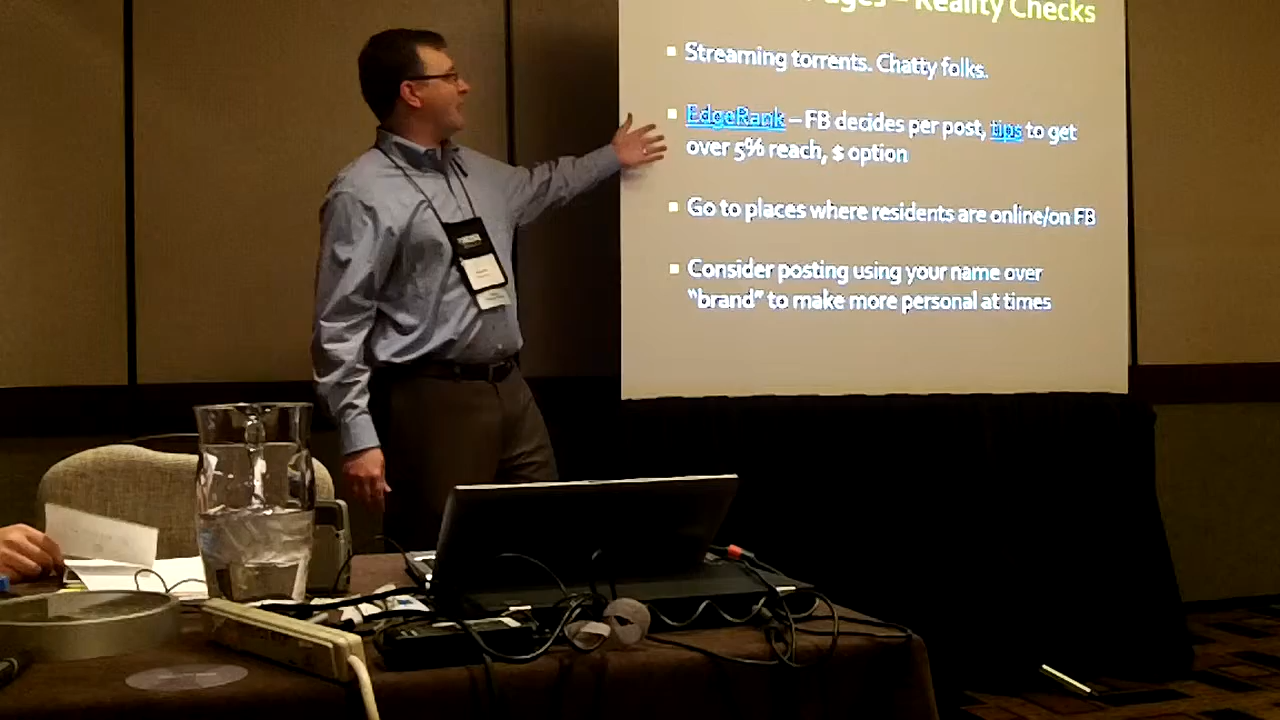 – Reality Checks
Streaming torrents. Chatty folks.
EdgeRank – FB decides per post, tips to get
over 5% reach, $ option
Go to places where residents are online/on FB
Consider posting using your name over
"brand" to make more personal at times